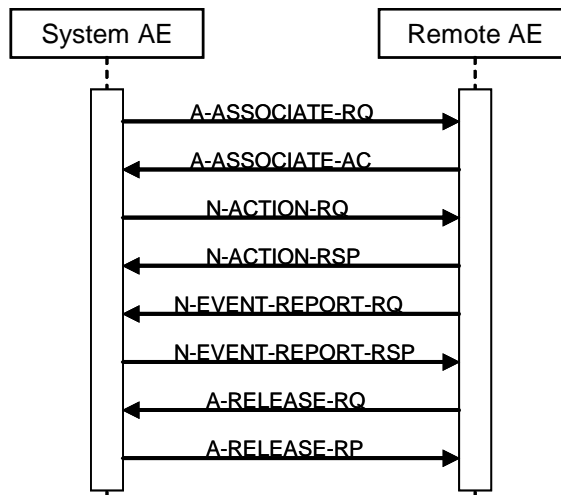 System AE
Remote AE
A-ASSOCIATE-RQ
A-ASSOCIATE-AC
N-ACTION-RQ
N-ACTION-RSP
N-EVENT-REPORT-RQ
N-EVENT-REPORT-RSP
A-RELEASE-RQ
A-RELEASE-RP